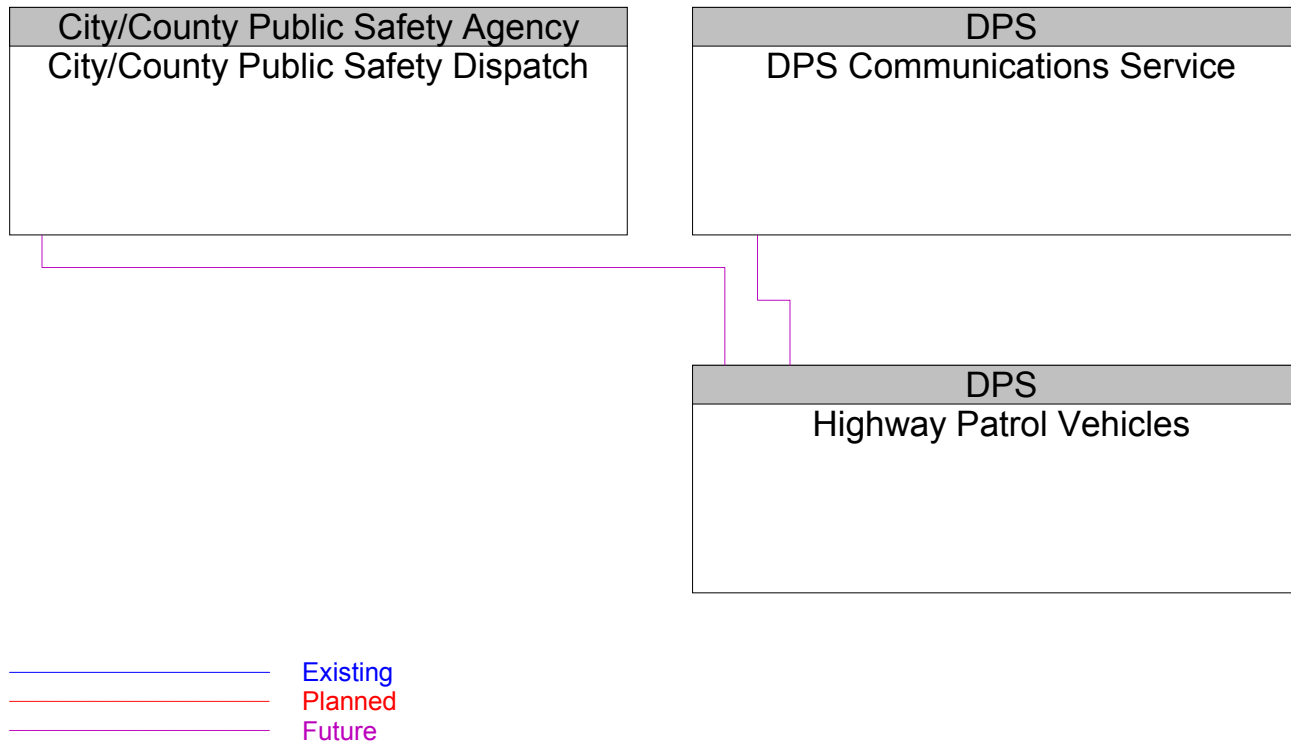 City/County Public Safety Agency
City/County Public Safety Dispatch
DPS
DPS Communications Service
DPS
Highway Patrol Vehicles
Existing
Planned
Future